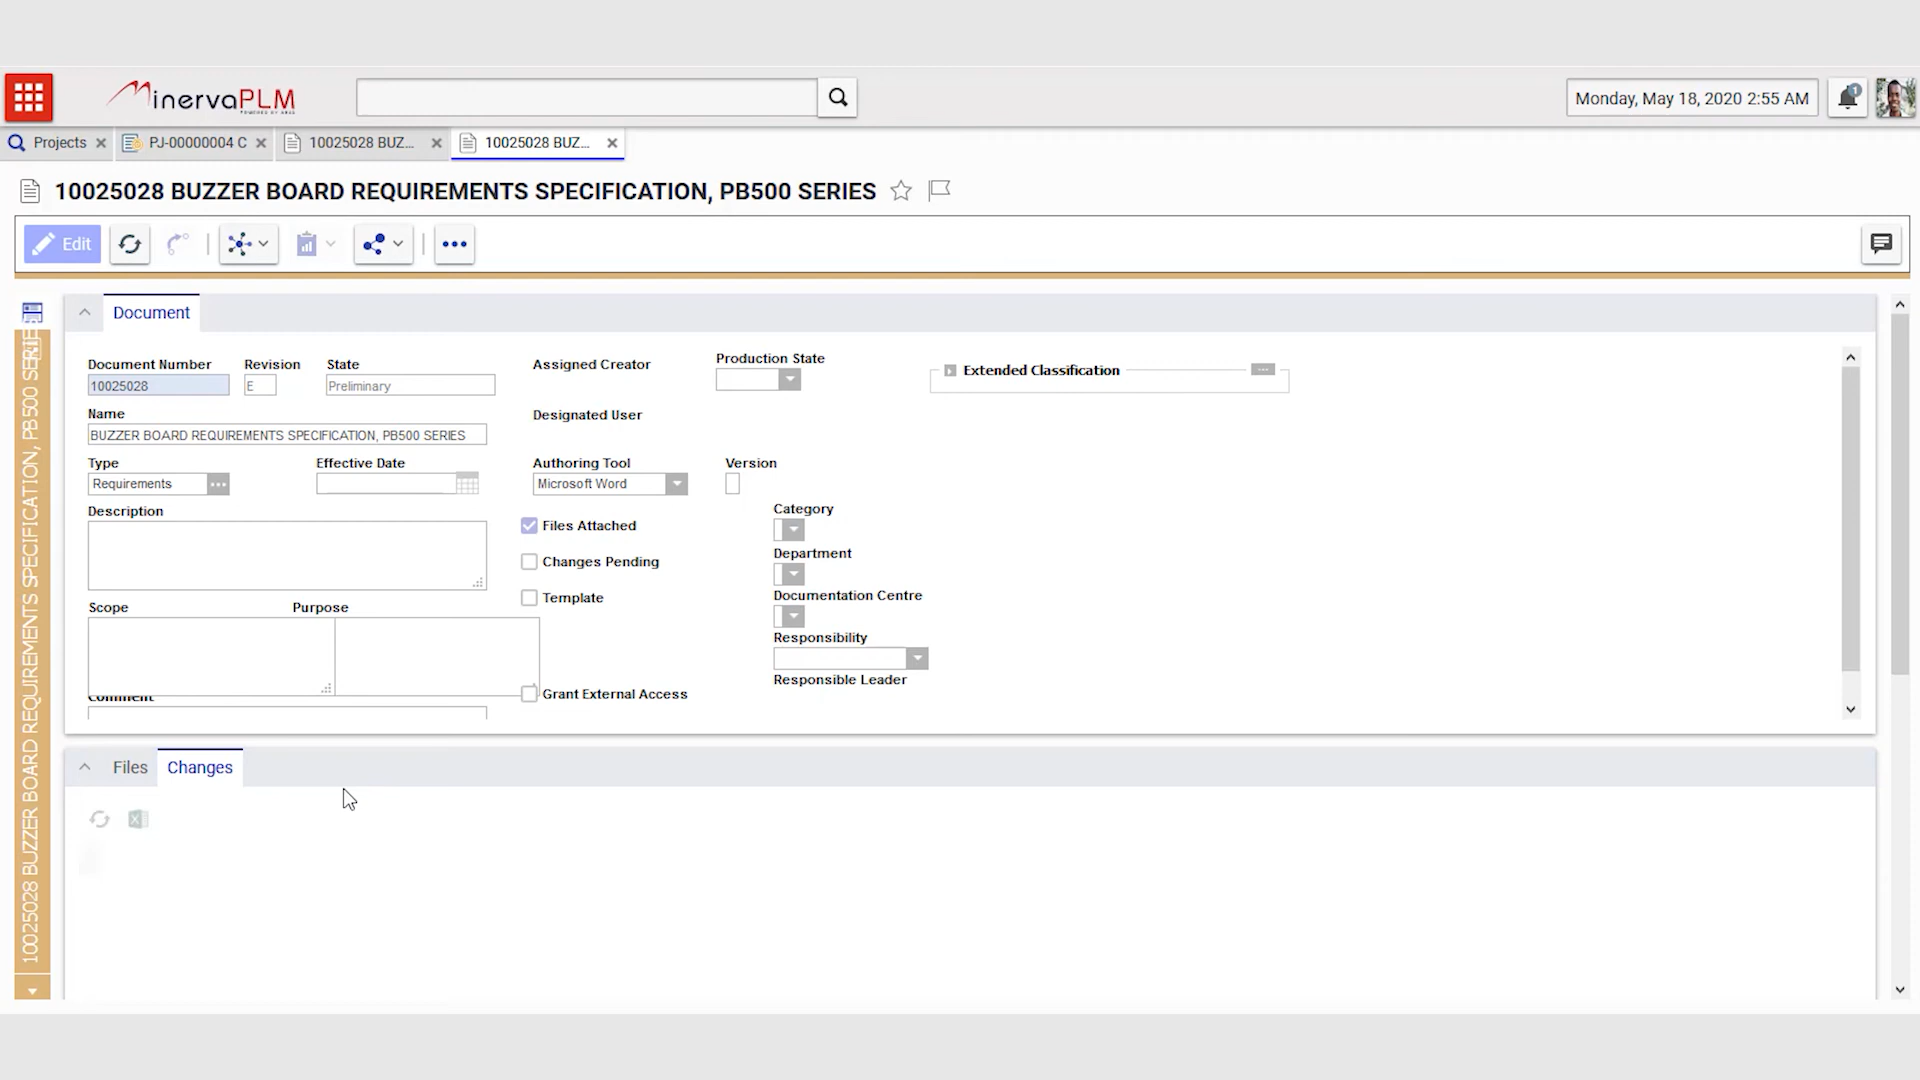 MinervaPLM
Monday, May 18, 2020 2:55 AM
1
Projects
PJ-00000004 C
10025028 BUZ...
10025028 BUZ...
10025028 BUZZER BOARD REQUIREMENTS SPECIFICATION, PB500 SERIES
Edit
Document
Document Number
Revision
State
Assigned Creator
Production State
Extended Classification
10025028
E
Preliminary
Name
Designated User
BUZZER BOARD REQUIREMENTS SPECIFICATION, PB500 SERIES
Type
Effective Date
Authoring Tool
Version
Requirements
Microsoft Word
Description
Category
Files Attached
Department
Changes Pending
Documentation Centre
Template
Scope
Purpose
Responsibility
Responsible Leader
Comment
Grant External Access
Files
Changes
10025028 BUZZER BOARD REQUIREMENTS SPECIFICATION, PB500 SERIE